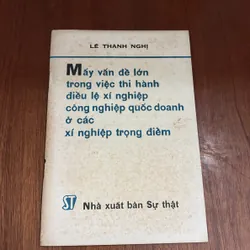 LÊ THANH NGHỊ
Mấy vấn đề lớn
trong việc thi hành
điều lệ xí nghiệp
công nghiệp quốc doanh
ở các
xí nghiệp trọng điểm
ST
Nhà xuất bản Sự thật